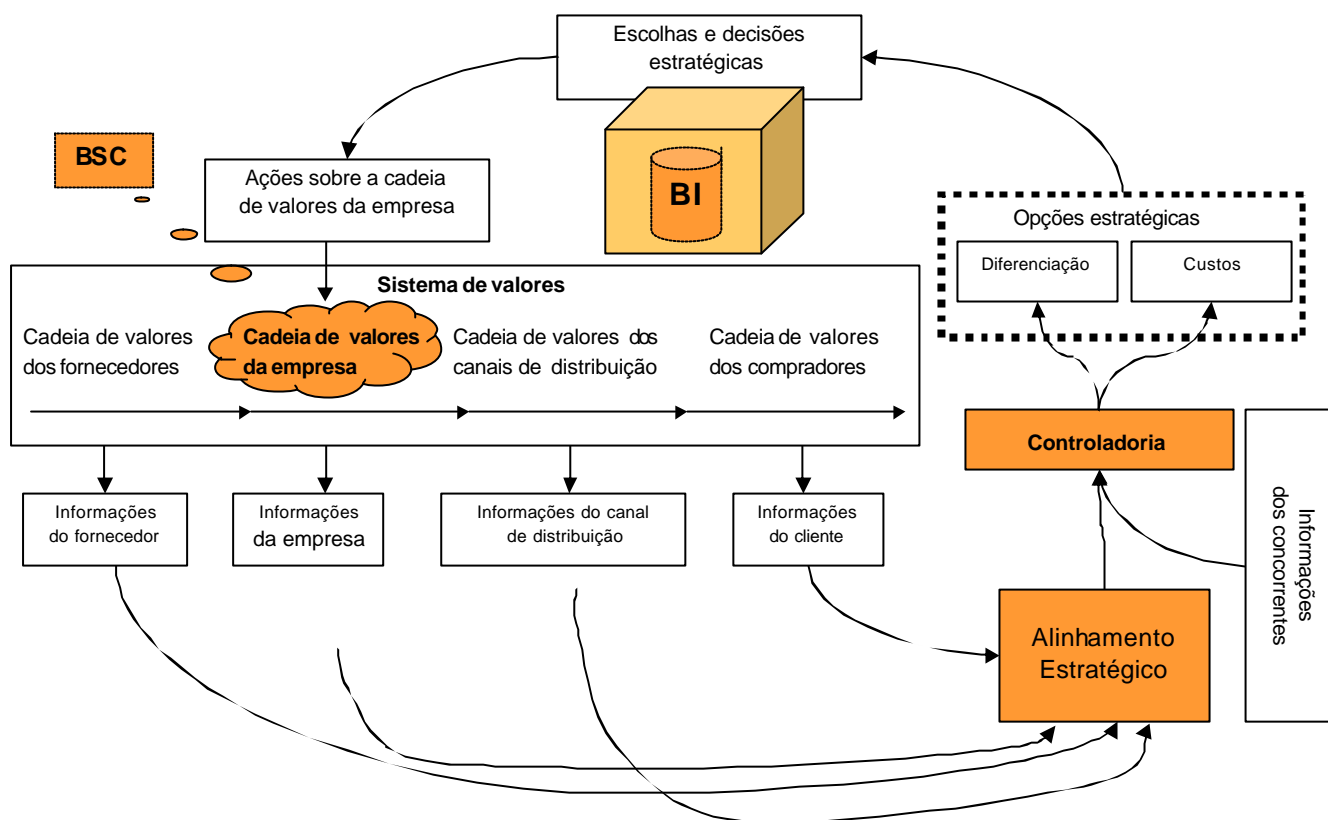 Escolhas e decisões
estratégicas
BSC
Ações sobre a cadeia
de valores da empresa
BI
Opções estratégicas
Diferenciação
Custos
Sistema de valores
Cadeia de valores
dos fornecedores
Cadeia de valores
da empresa
Cadeia de valores dos
canais de distribuição
Cadeia de valores
dos compradores
Controladoria
Informações
dos concorrentes
Informações
do fornecedor
Informações
da empresa
Informações do canal
de distribuição
Informações
do cliente
Alinhamento
Estratégico